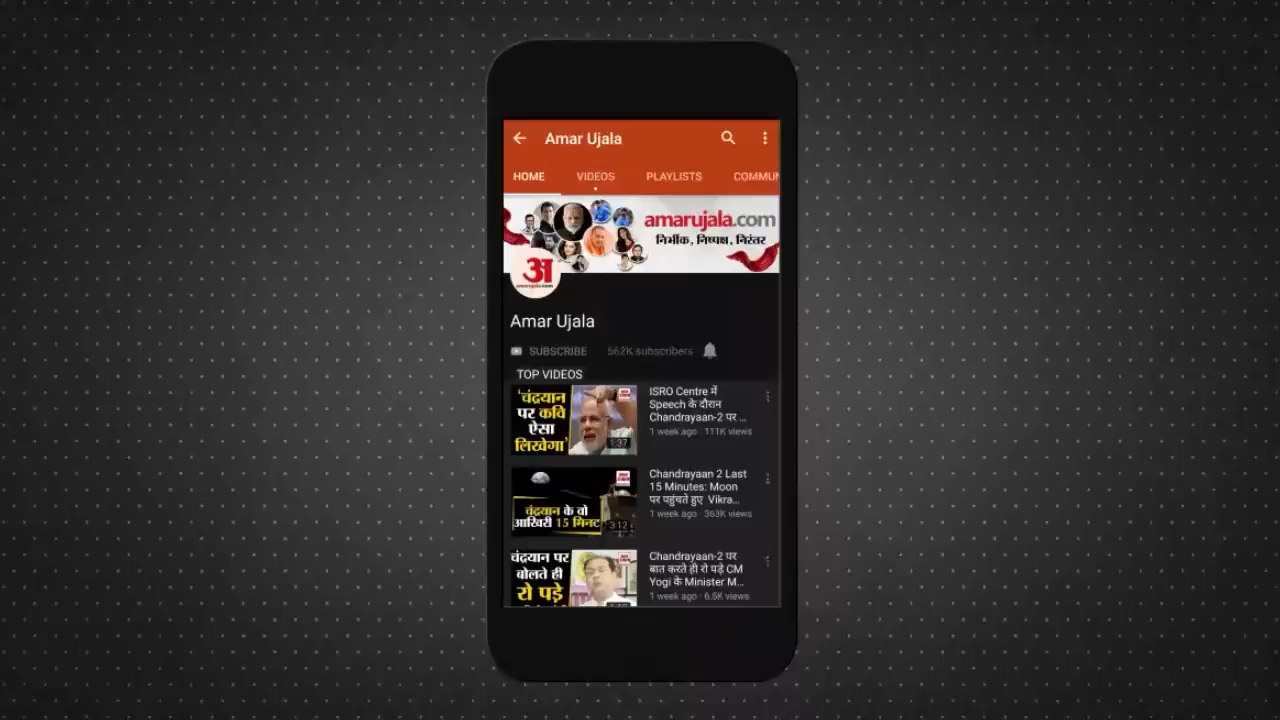 Amar Ujala
HOME VIDEOS PLAYLISTS COMMUN
amarujala.com
निर्भीक, निष्पक्ष, निरंतर
अ
amarujala.com
Amar Ujala
SUBSCRIBE 562K subscribers
TOP VIDEOS
'चंद्रयान
पर कवि
ऐसा
लिखेगा'
1:37
ISRO Centre में
Speech के दौरान
Chandrayaan-2 पर ...
1 week ago · 111K views
चंद्रयान के वो
आखिरी 15 मिनट
3:12
Chandrayaan 2 Last
15 Minutes: Moon
पर पहुंचते हुए Vikra...
1 week ago · 363K views
चंद्रयान पर
बोलते ही
रो पड़े
Chandrayaan-2 पर
बात करते ही रो पड़े CM
Yogi के Minister M...
1 week ago · 6.5K views